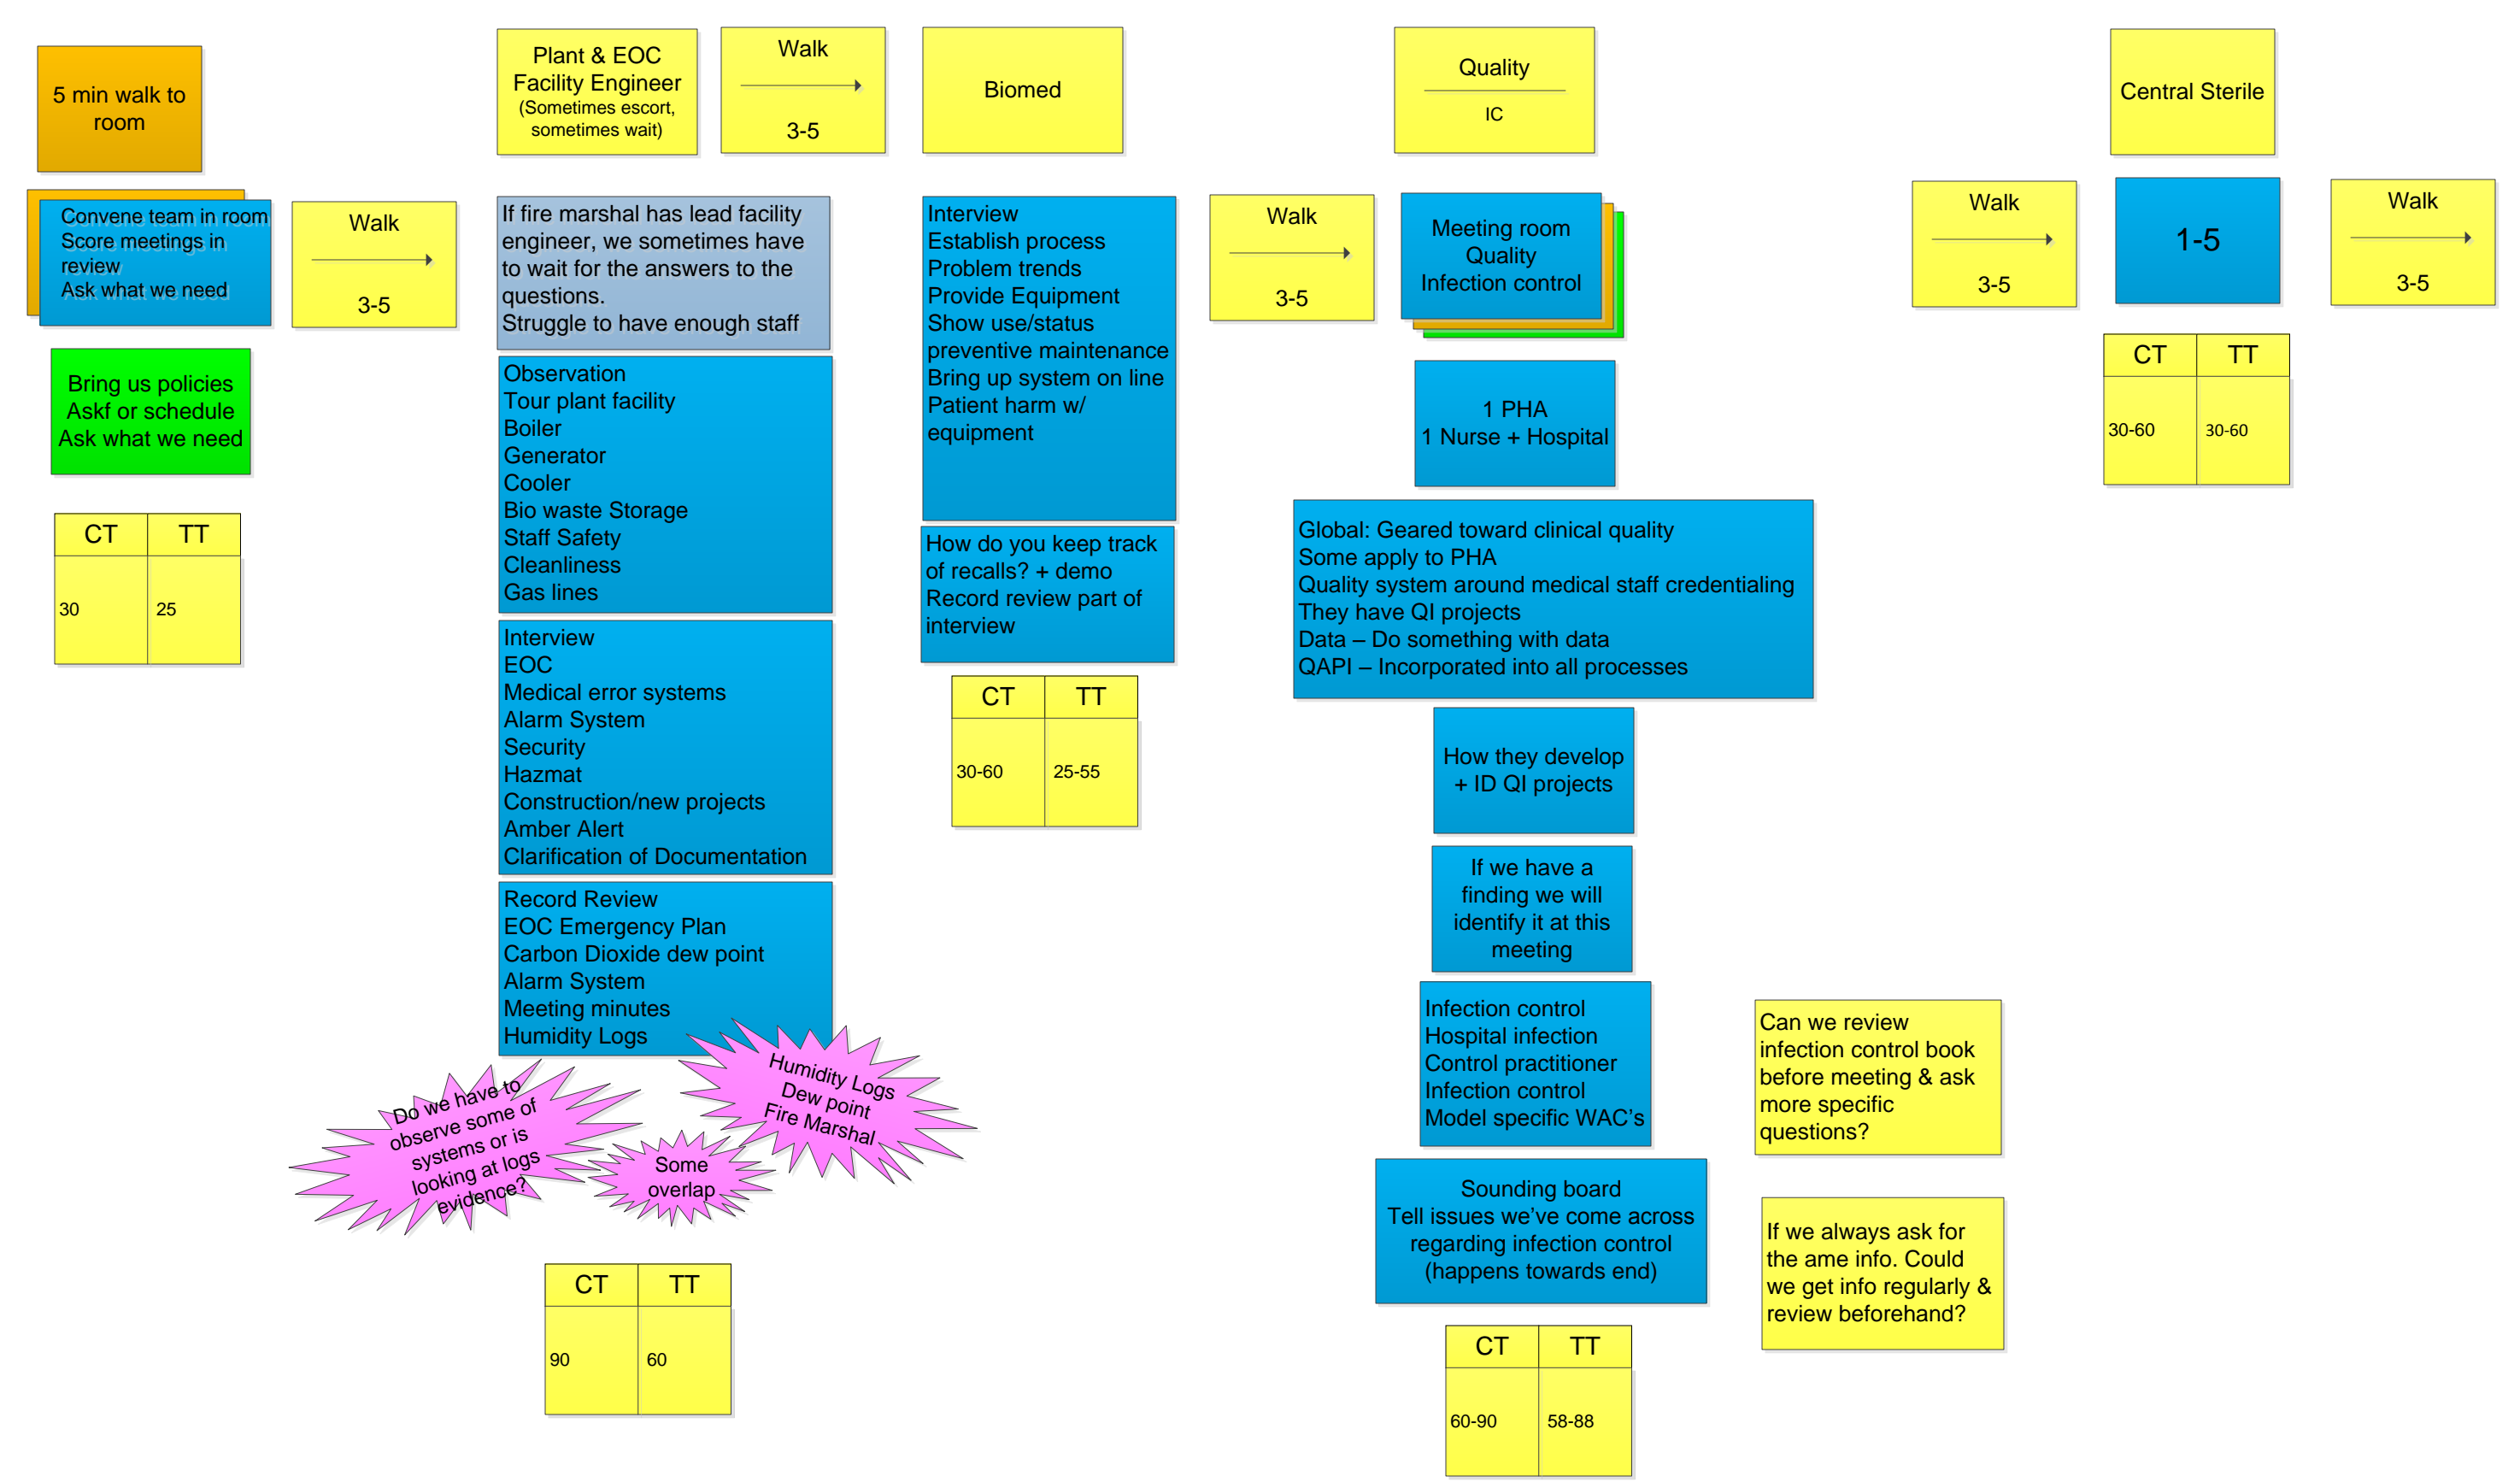 5 min walk to
room
Convene team in room
Score meetings in
review
Ask what we need
Bring us policies
Askf or schedule
Ask what we need
CT TT
30 25
Walk
3-5
Plant & EOC
Facility Engineer
(Sometimes escort,
sometimes wait)
If fire marshal has lead facility
engineer, we sometimes have
to wait for the answers to the
questions.
Struggle to have enough staff
Observation
Tour plant facility
Boiler
Generator
Cooler
Bio waste Storage
Staff Safety
Cleanliness
Gas lines
Interview
EOC
Medical error systems
Alarm System
Security
Hazmat
Construction/new projects
Amber Alert
Clarification of Documentation
Record Review
EOC Emergency Plan
Carbon Dioxide dew point
Alarm System
Meeting minutes
Humidity Logs
Do we have to
observe some of
systems or is
looking at logs
evidence?
Some
overlap
Humidity Logs
Dew point
Fire Marshal
CT TT
90 60
Walk
3-5
Biomed
Interview
Establish process
Problem trends
Provide Equipment
Show use/status
preventive maintenance
Bring up system on line
Patient harm w/
equipment
How do you keep track
of recalls? + demo
Record review part of
interview
CT TT
30-60 25-55
Walk
3-5
Quality
IC
Meeting room
Quality
Infection control
1 PHA
1 Nurse + Hospital
Global: Geared toward clinical quality
Some apply to PHA
Quality system around medical staff credentialing
They have QI projects
Data – Do something with data
QAPI – Incorporated into all processes
How they develop
+ ID QI projects
If we have a
finding we will
identify it at this
meeting
Infection control
Hospital infection
Control practitioner
Infection control
Model specific WAC's
Sounding board
Tell issues we've come across
regarding infection control
(happens towards end)
CT TT
60-90 58-88
Can we review
infection control book
before meeting & ask
more specific
questions?
If we always ask for
the ame info. Could
we get info regularly &
review beforehand?
Walk
3-5
Central Sterile
1-5
CT TT
30-60 30-60
Walk
3-5